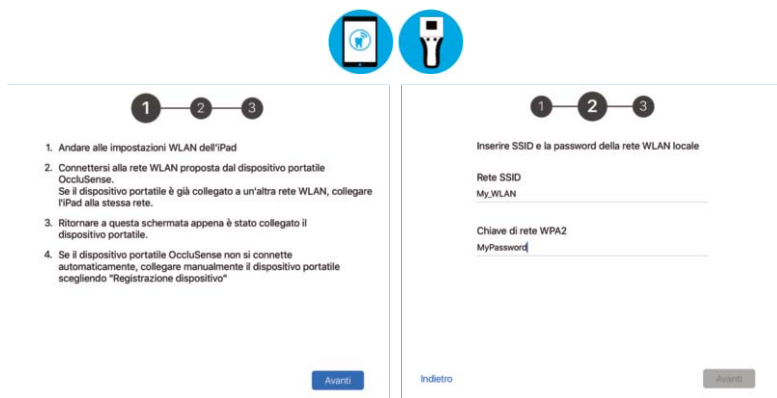 1 2 3
1. Andare alle impostazioni WLAN dell'iPad
2. Connettersi alla rete WLAN proposta dal dispositivo portatile
OccluSense.
Se il dispositivo portatile è già collegato a un'altra rete WLAN, collegare
l'iPad alla stessa rete.
3. Ritornare a questa schermata appena è stato collegato il
dispositivo portatile.
4. Se il dispositivo portatile OccluSense non si connette
automaticamente, collegare manualmente il dispositivo portatile
scegliendo "Registrazione dispositivo"
Avanti
1 2 3
Inserire SSID e la password della rete WLAN locale
Rete SSID
My_WLAN
Chiave di rete WPA2
MyPassword
Indietro
Avanti